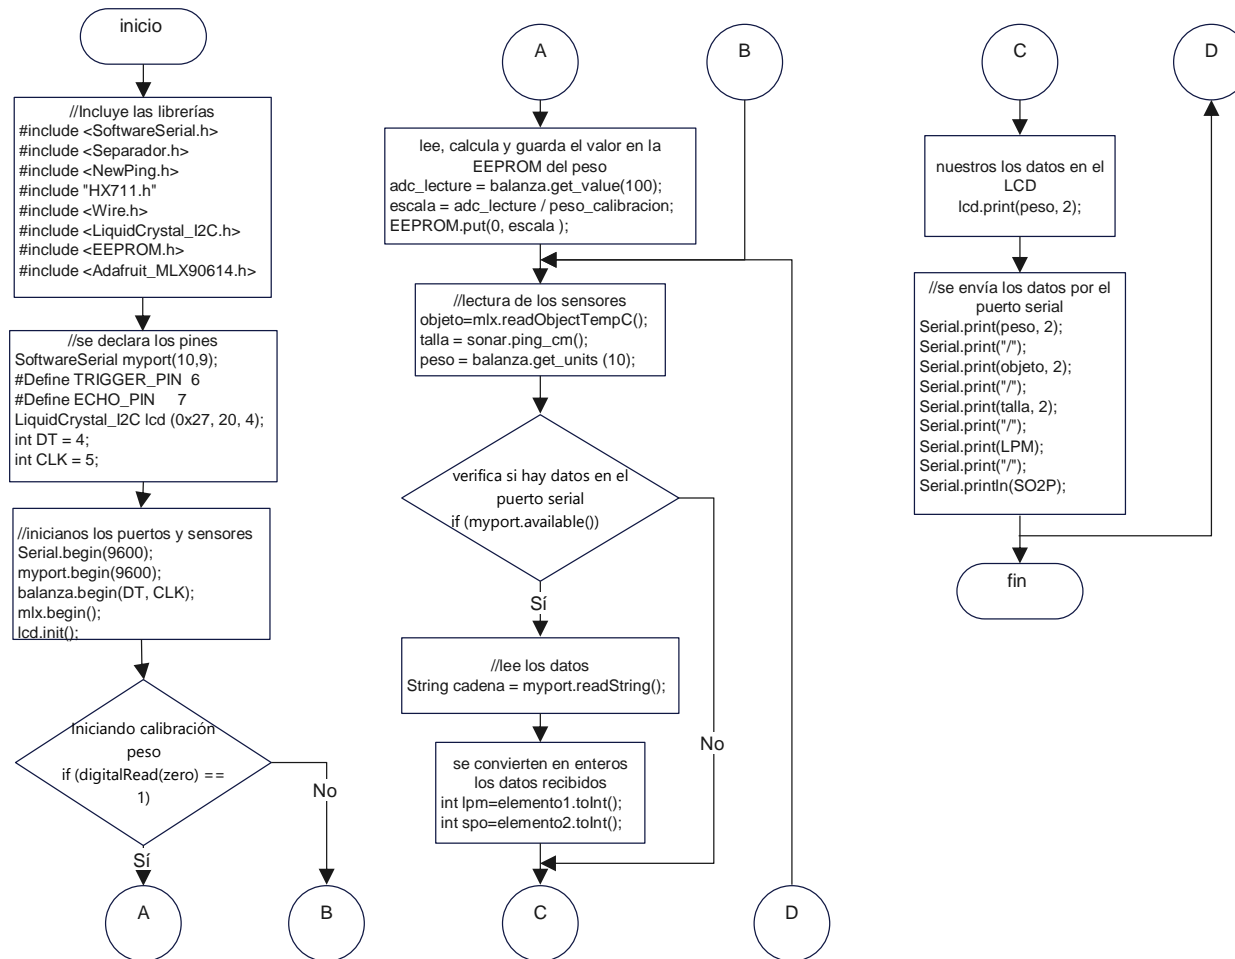 inicio
//Incluye las librerías
#include <SoftwareSerial.h>
#include <Separador.h>
#include <NewPing.h>
#include "HX711.h"
#include <Wire.h>
#include <LiquidCrystal_I2C.h>
#include <EEPROM.h>
#include <Adafruit_MLX90614.h>
//se declara los pines
SoftwareSerial myport(10,9);
#Define TRIGGER_PIN 6
#Define ECHO_PIN 7
LiquidCrystal_I2C lcd (0x27, 20, 4);
int DT = 4;
int CLK = 5;
//inicianos los puertos y sensores
Serial.begin(9600);
myport.begin(9600);
balanza.begin(DT, CLK);
mlx.begin();
lcd.init();
Iniciando calibración
peso
if (digitalRead(zero) ==
1)
No
Sí
A
B
A
B
lee, calcula y guarda el valor en la
EEPROM del peso
adc_lecture = balanza.get_value(100);
escala = adc_lecture / peso_calibracion;
EEPROM.put(0, escala );
//lectura de los sensores
objeto=mlx.readObjectTempC();
talla = sonar.ping_cm();
peso = balanza.get_units (10);
verifica si hay datos en el
puerto serial
if (myport.available())
Sí
No
//lee los datos
String cadena = myport.readString();
se convierten en enteros
los datos recibidos
int lpm=elemento1.toInt();
int spo=elemento2.toInt();
C
D
C
D
nuestros los datos en el
LCD
lcd.print(peso, 2);
//se envía los datos por el
puerto serial
Serial.print(peso, 2);
Serial.print("/");
Serial.print(objeto, 2);
Serial.print("/");
Serial.print(talla, 2);
Serial.print("/");
Serial.print(LPM);
Serial.print("/");
Serial.println(SO2P);
fin